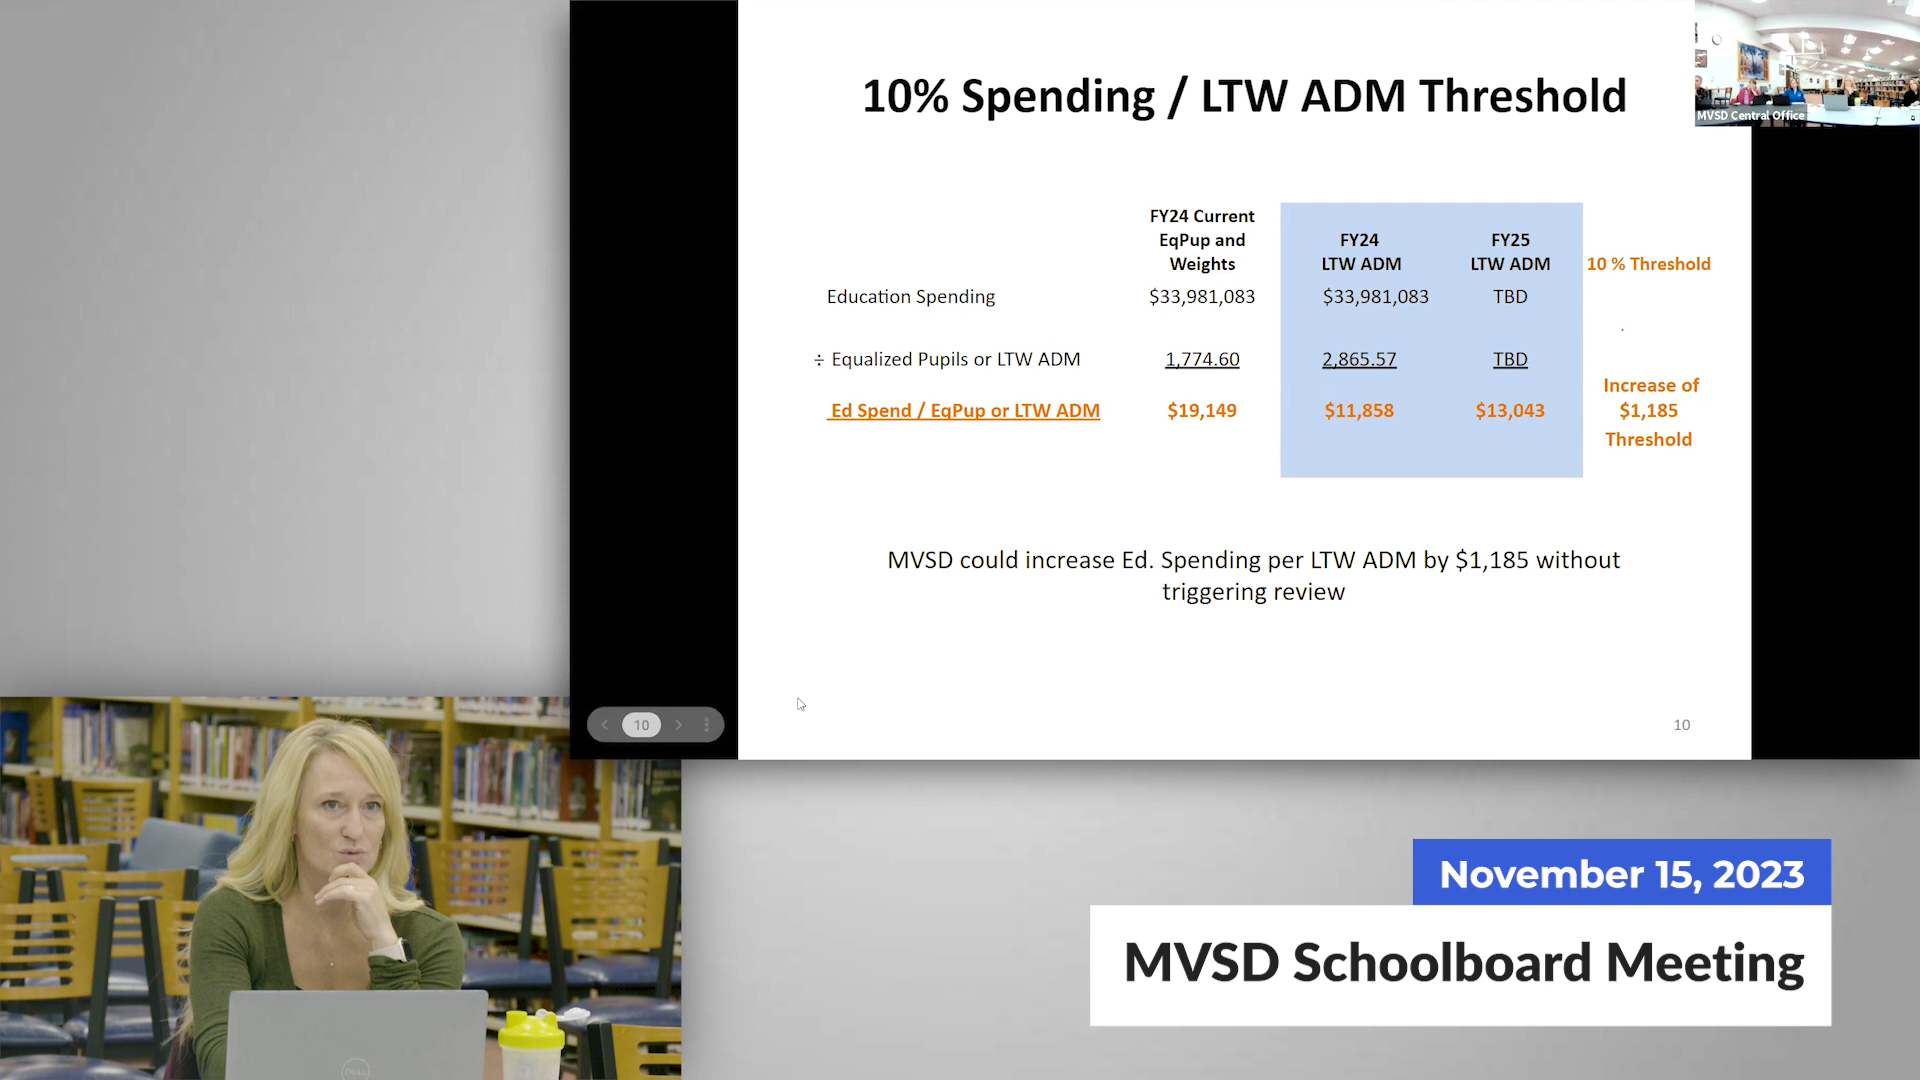 10% Spending / LTW ADM Threshold
MVSD Central Office
FY24 Current
EqPup and
Weights
FY24
LTW ADM
FY25
LTW ADM
10 % Threshold
Education Spending
$33,981,083
$33,981,083
TBD
÷ Equalized Pupils or LTW ADM
1,774.60
2,865.57
TBD
Ed Spend / EqPup or LTW ADM
$19,149
$11,858
$13,043
Increase of
$1,185
Threshold
MVSD could increase Ed. Spending per LTW ADM by $1,185 without
triggering review
10
10
November 15, 2023
MVSD Schoolboard Meeting
DELL